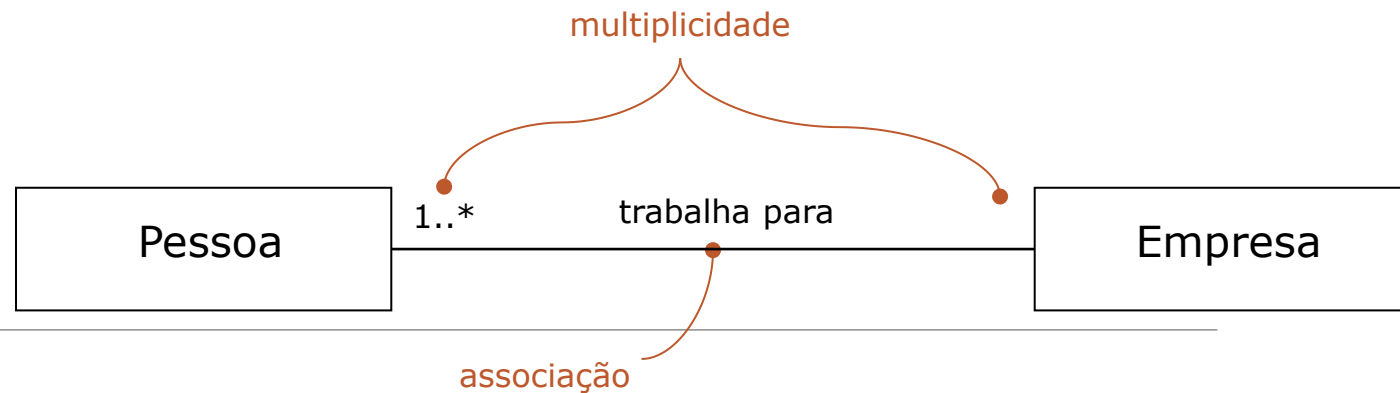 multiplicidade
1..*
trabalha para
Pessoa
Empresa
associação